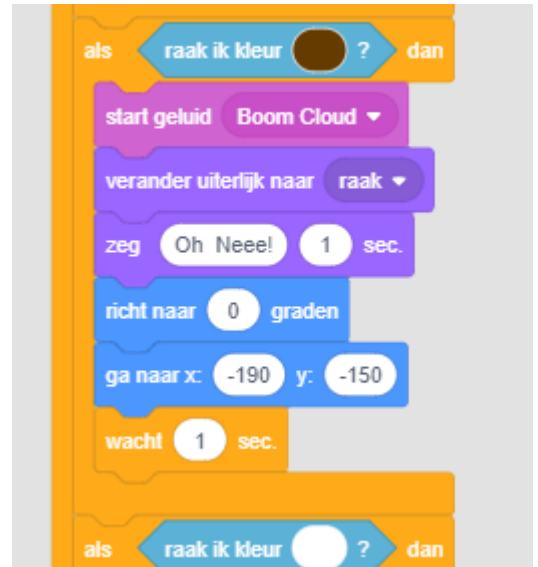 als raak ik kleur ? dan
start geluid Boom Cloud
verander uiterlijk naar raak
zeg Oh Neee! 1 sec.
richt naar 0 graden
ga naar x: -190 y: -150
wacht 1 sec.
als raak ik kleur ? dan